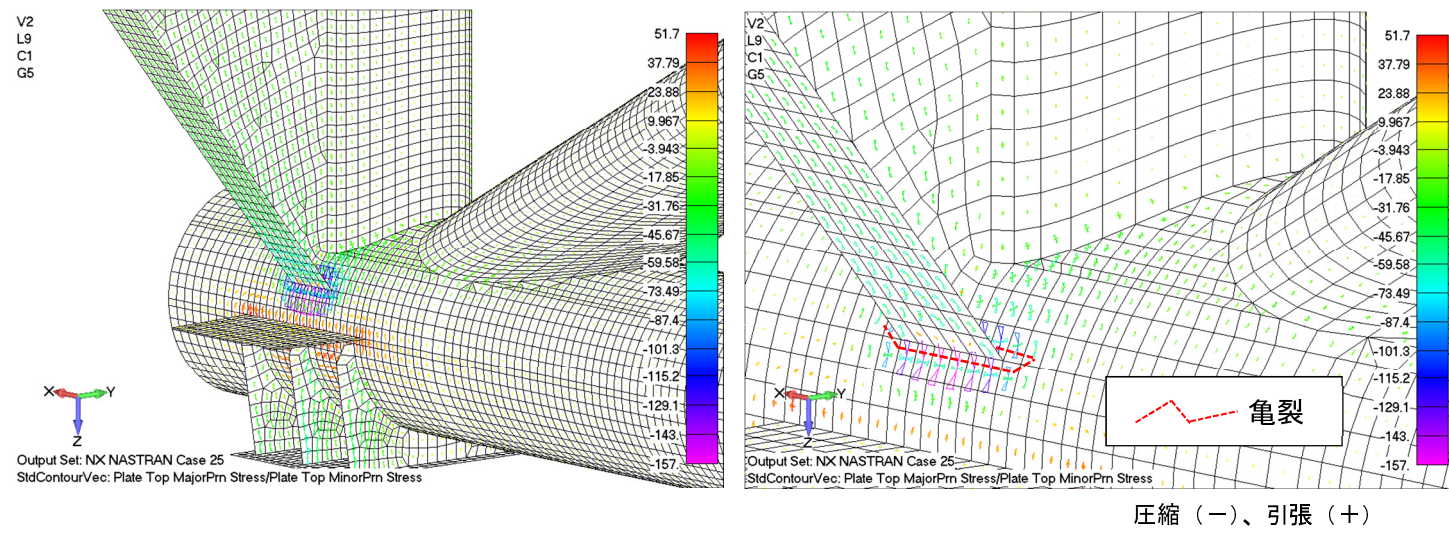 V2
L9
C1
G5
51.7
37.79
23.88
9.967
-3.943
-17.85
-31.76
-45.67
-59.58
-73.49
-87.4
-101.3
-115.2
-129.1
-143.
-157.
X
Y
Z
Output Set: NX NASTRAN Case 25
StdContourVec: Plate Top MajorPrn Stress/Plate Top MinorPrn Stress
V2
L9
C1
G5
51.7
37.79
23.88
9.967
-3.943
-17.85
-31.76
-45.67
-59.58
-73.49
-87.4
-101.3
-115.2
-129.1
-143.
-157.
X
Y
Z
亀裂
Output Set: NX NASTRAN Case 25
StdContourVec: Plate Top MajorPrn Stress/Plate Top MinorPrn Stress
圧縮（－）、引張（＋）